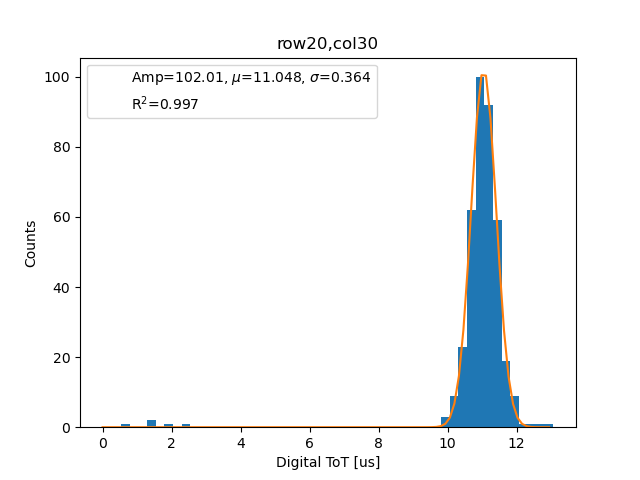 row20,col30
Amp=102.01, μ=11.048, σ=0.364
R²=0.997
100
80
60
40
20
0
Counts
0 2 4 6 8 10 12
Digital ToT [us]